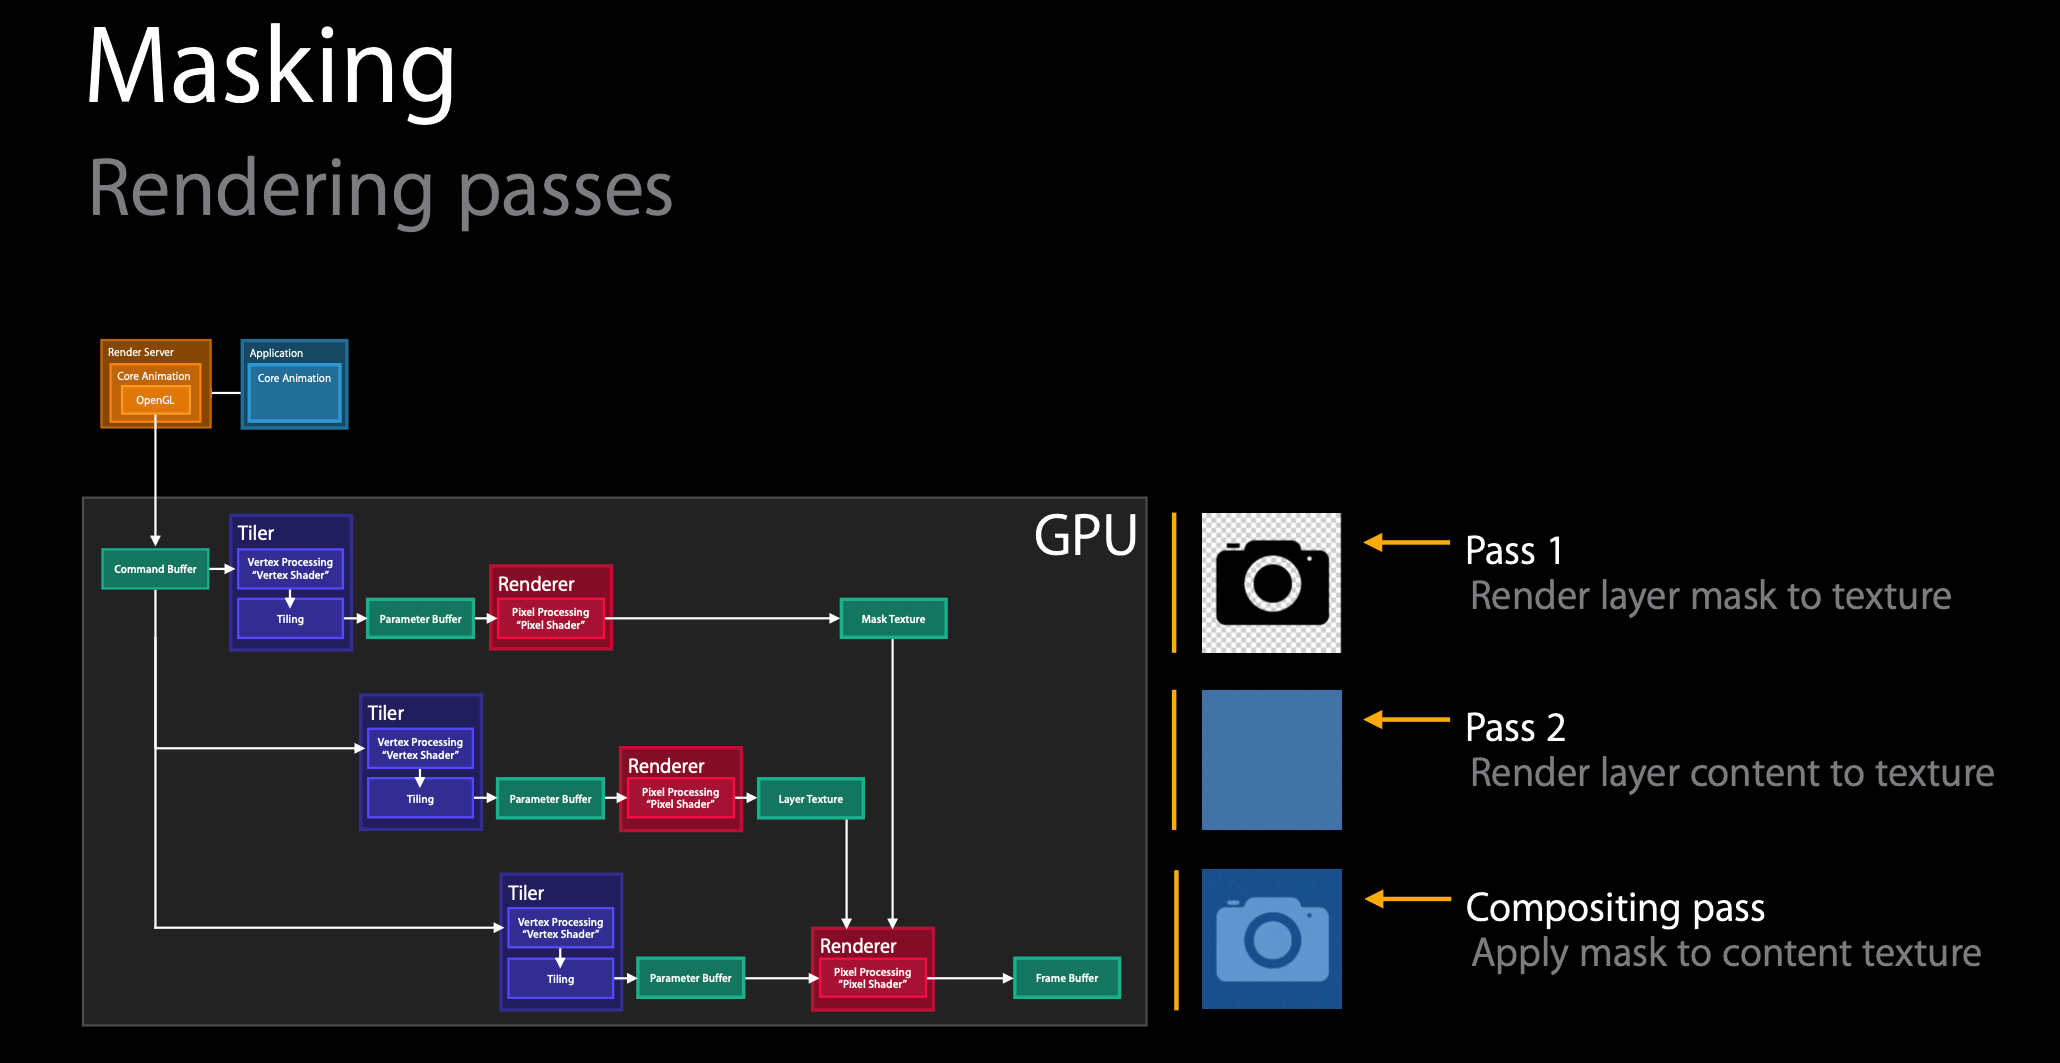 Masking
Rendering passes
Render Server
Core Animation
OpenGL
Application
Core Animation
GPU
Command Buffer
Tiler
Vertex Processing
“Vertex Shader”
Tiling
Parameter Buffer
Renderer
Pixel Processing
“Pixel Shader”
Mask Texture
Pass 1
Render layer mask to texture
Tiler
Vertex Processing
“Vertex Shader”
Tiling
Parameter Buffer
Renderer
Pixel Processing
“Pixel Shader”
Layer Texture
Pass 2
Render layer content to texture
Tiler
Vertex Processing
“Vertex Shader”
Tiling
Parameter Buffer
Renderer
Pixel Processing
“Pixel Shader”
Frame Buffer
Compositing pass
Apply mask to content texture